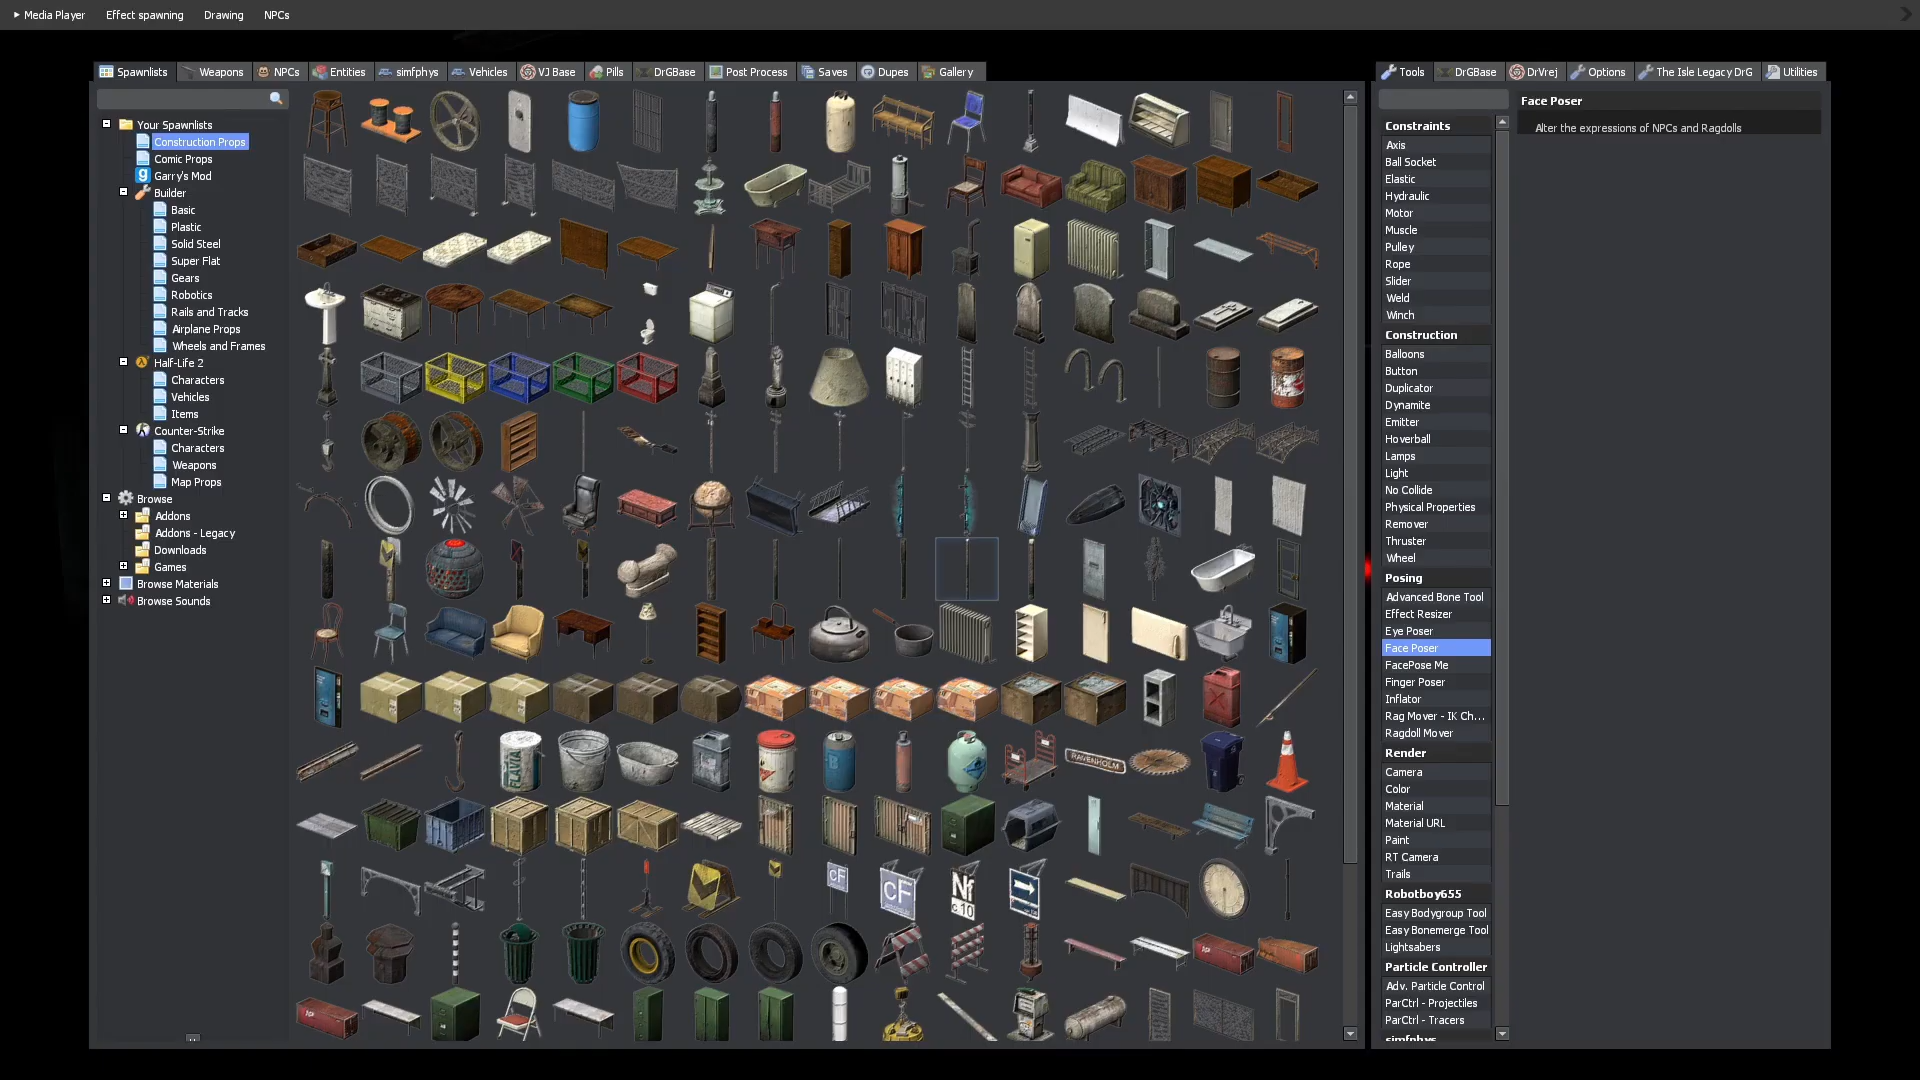 Media Player
Effect spawning
Drawing
NPCs
Spawnlists
Weapons
NPCs
Entities
simfphys
Vehicles
VJ Base
Pills
DrGBase
Post Process
Saves
Dupes
Gallery
Your Spawnlists
Construction Props
Comic Props
Garry's Mod
Builder
Basic
Plastic
Solid Steel
Super Flat
Gears
Robotics
Rails and Tracks
Airplane Props
Wheels and Frames
Half-Life 2
Characters
Vehicles
Items
Counter-Strike
Characters
Weapons
Map Props
Browse
Addons
Addons - Legacy
Downloads
Games
Browse Materials
Browse Sounds
RAVENHOLM
cF
cF
Nf
c 10
Tools
DrGBase
DrVrej
Options
The Isle Legacy DrG
Utilities
Constraints
Axis
Ball Socket
Elastic
Hydraulic
Motor
Muscle
Pulley
Rope
Slider
Weld
Winch
Construction
Balloons
Button
Duplicator
Dynamite
Emitter
Hoverball
Lamps
Light
No Collide
Physical Properties
Remover
Thruster
Wheel
Posing
Advanced Bone Tool
Effect Resizer
Eye Poser
Face Poser
FacePose Me
Finger Poser
Inflator
Rag Mover - IK Ch...
Ragdoll Mover
Render
Camera
Color
Material
Material URL
Paint
RT Camera
Trails
Robotboy655
Easy Bodygroup Tool
Easy Bonemerge Tool
Lightsabers
Particle Controller
Adv. Particle Control
ParCtrl - Projectiles
ParCtrl - Tracers
simfphys
Face Poser
Alter the expressions of NPCs and Ragdolls